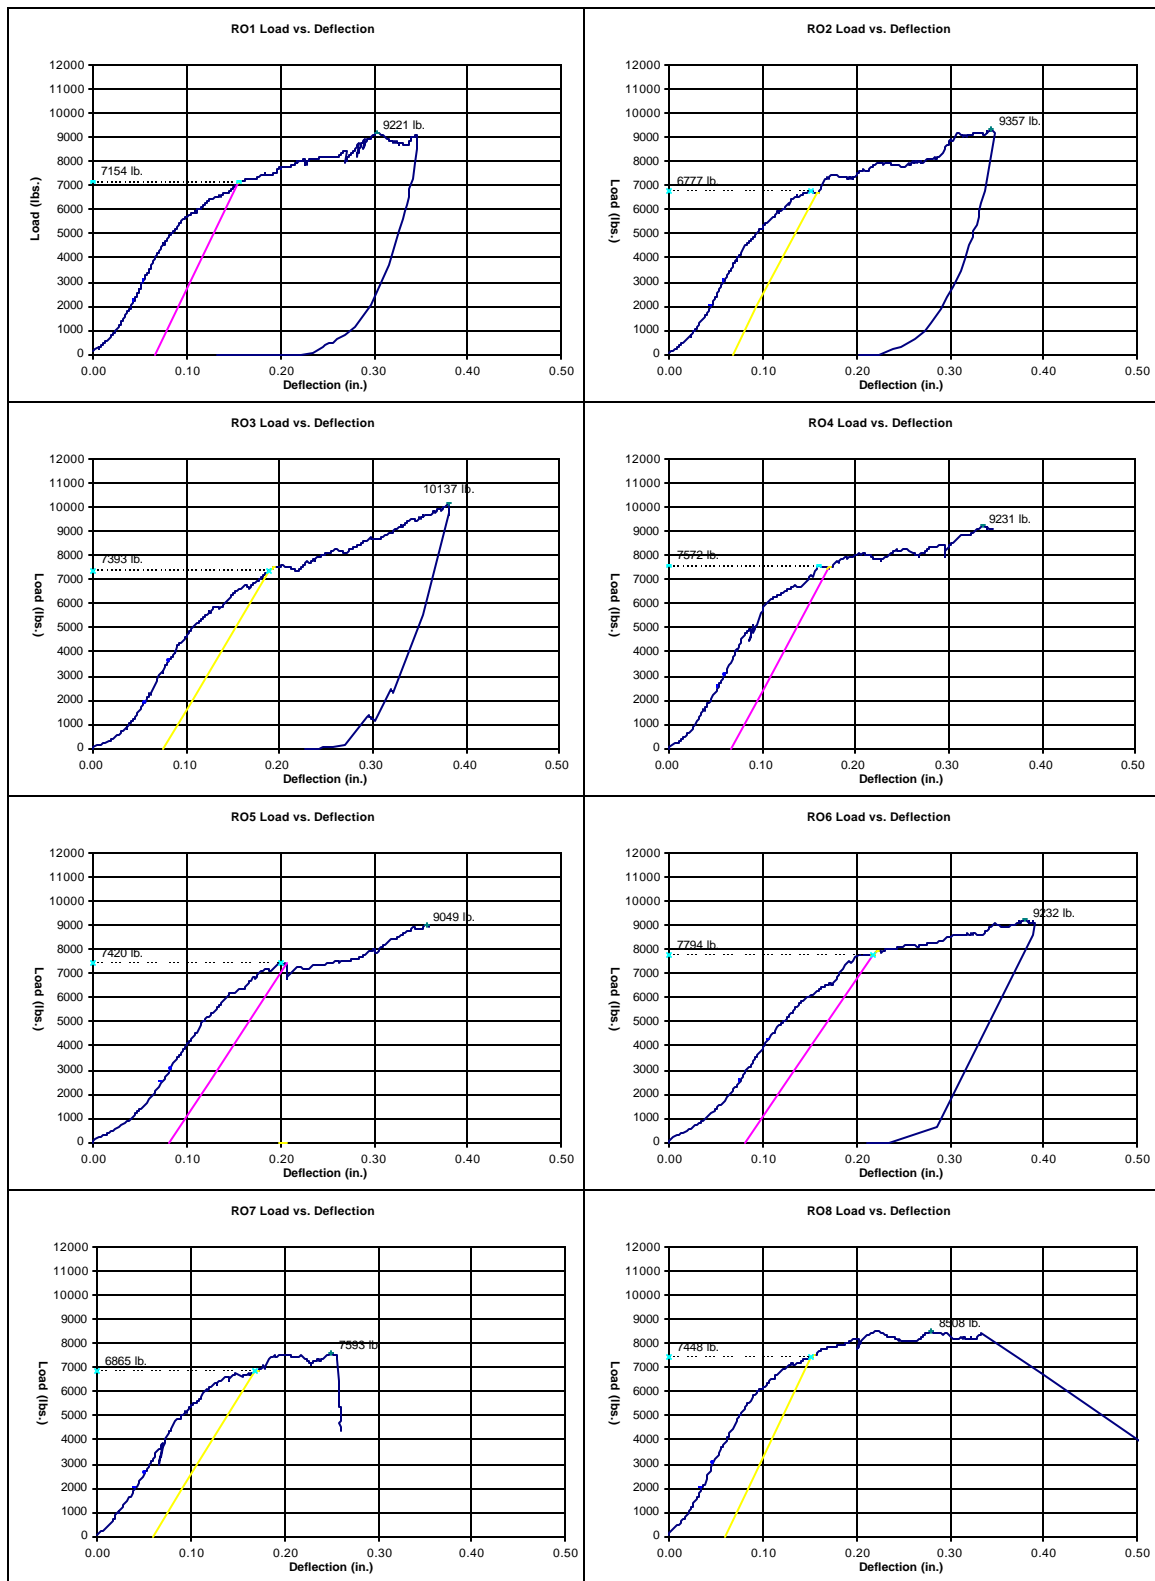 RO1 Load vs. Deflection
12000
11000
10000
9000
8000
7000
6000
5000
4000
3000
2000
1000
0
Load (lbs.)
9221 lb.
7154 lb.
0.00 0.10 0.20 0.30 0.40 0.50
Deflection (in.)
RO2 Load vs. Deflection
12000
11000
10000
9000
8000
7000
6000
5000
4000
3000
2000
1000
0
Load (lbs.)
9357 lb.
6777 lb.
0.00 0.10 0.20 0.30 0.40 0.50
Deflection (in.)
RO3 Load vs. Deflection
12000
11000
10000
9000
8000
7000
6000
5000
4000
3000
2000
1000
0
Load (lbs.)
10137 lb.
7393 lb.
0.00 0.10 0.20 0.30 0.40 0.50
Deflection (in.)
RO4 Load vs. Deflection
12000
11000
10000
9000
8000
7000
6000
5000
4000
3000
2000
1000
0
Load (lbs.)
9231 lb.
7572 lb.
0.00 0.10 0.20 0.30 0.40 0.50
Deflection (in.)
RO5 Load vs. Deflection
12000
11000
10000
9000
8000
7000
6000
5000
4000
3000
2000
1000
0
Load (lbs.)
9049 lb.
7420 lb.
0.00 0.10 0.20 0.30 0.40 0.50
Deflection (in.)
RO6 Load vs. Deflection
12000
11000
10000
9000
8000
7000
6000
5000
4000
3000
2000
1000
0
Load (lbs.)
9232 lb.
7794 lb.
0.00 0.10 0.20 0.30 0.40 0.50
Deflection (in.)
RO7 Load vs. Deflection
12000
11000
10000
9000
8000
7000
6000
5000
4000
3000
2000
1000
0
Load (lbs.)
7593 lb.
6865 lb.
0.00 0.10 0.20 0.30 0.40 0.50
Deflection (in.)
RO8 Load vs. Deflection
12000
11000
10000
9000
8000
7000
6000
5000
4000
3000
2000
1000
0
Load (lbs.)
8508 lb.
7448 lb.
0.00 0.10 0.20 0.30 0.40 0.50
Deflection (in.)